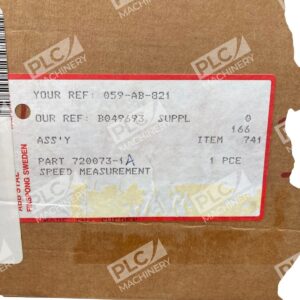 YOUR REF: 059-AB-821
OUR REF: B049693, SUPPL 0
166
ASS'Y ITEM 741
PART 720073-1A 1 PCE
SPEED MEASUREMENT
SWEDEN
PLC
MACHINERY
PLC
MACHINERY
PLC
MACHINERY
PLC
MACHINERY
PLC
MACHINERY